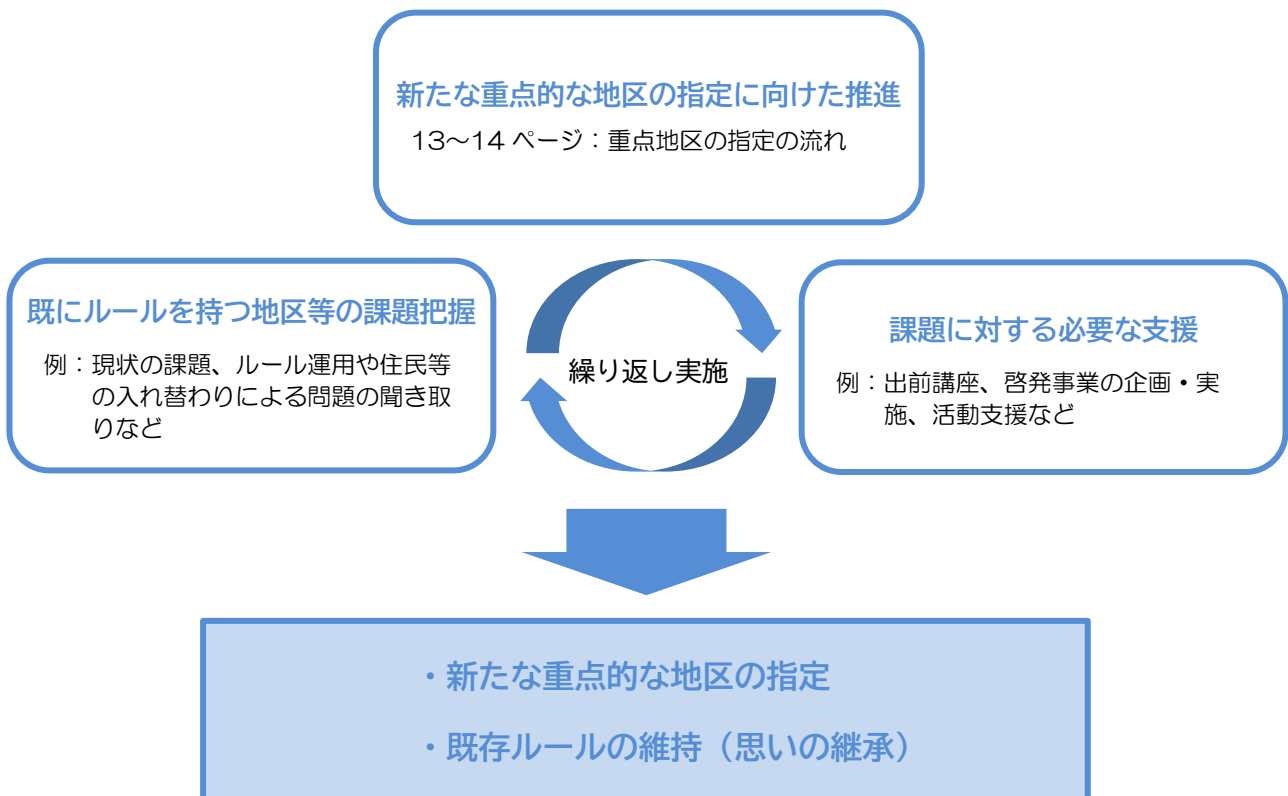 新たな重点的な地区の指定に向けた推進
13～14 ページ：重点地区の指定の流れ
既にルールを持つ地区等の課題把握
例：現状の課題、ルール運用や住民等
の入れ替わりによる問題の聞き取
りなど
繰り返し実施
課題に対する必要な支援
例：出前講座、啓発事業の企画・実
施、活動支援など
・新たな重点的な地区の指定
・既存ルールの維持（思いの継承）